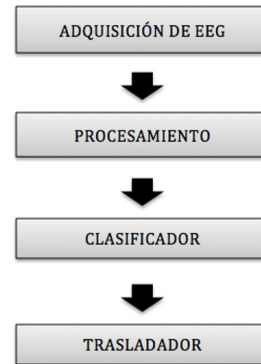 ADQUISICIÓN DE EEG
PROCESAMIENTO
CLASIFICADOR
TRASLADADOR